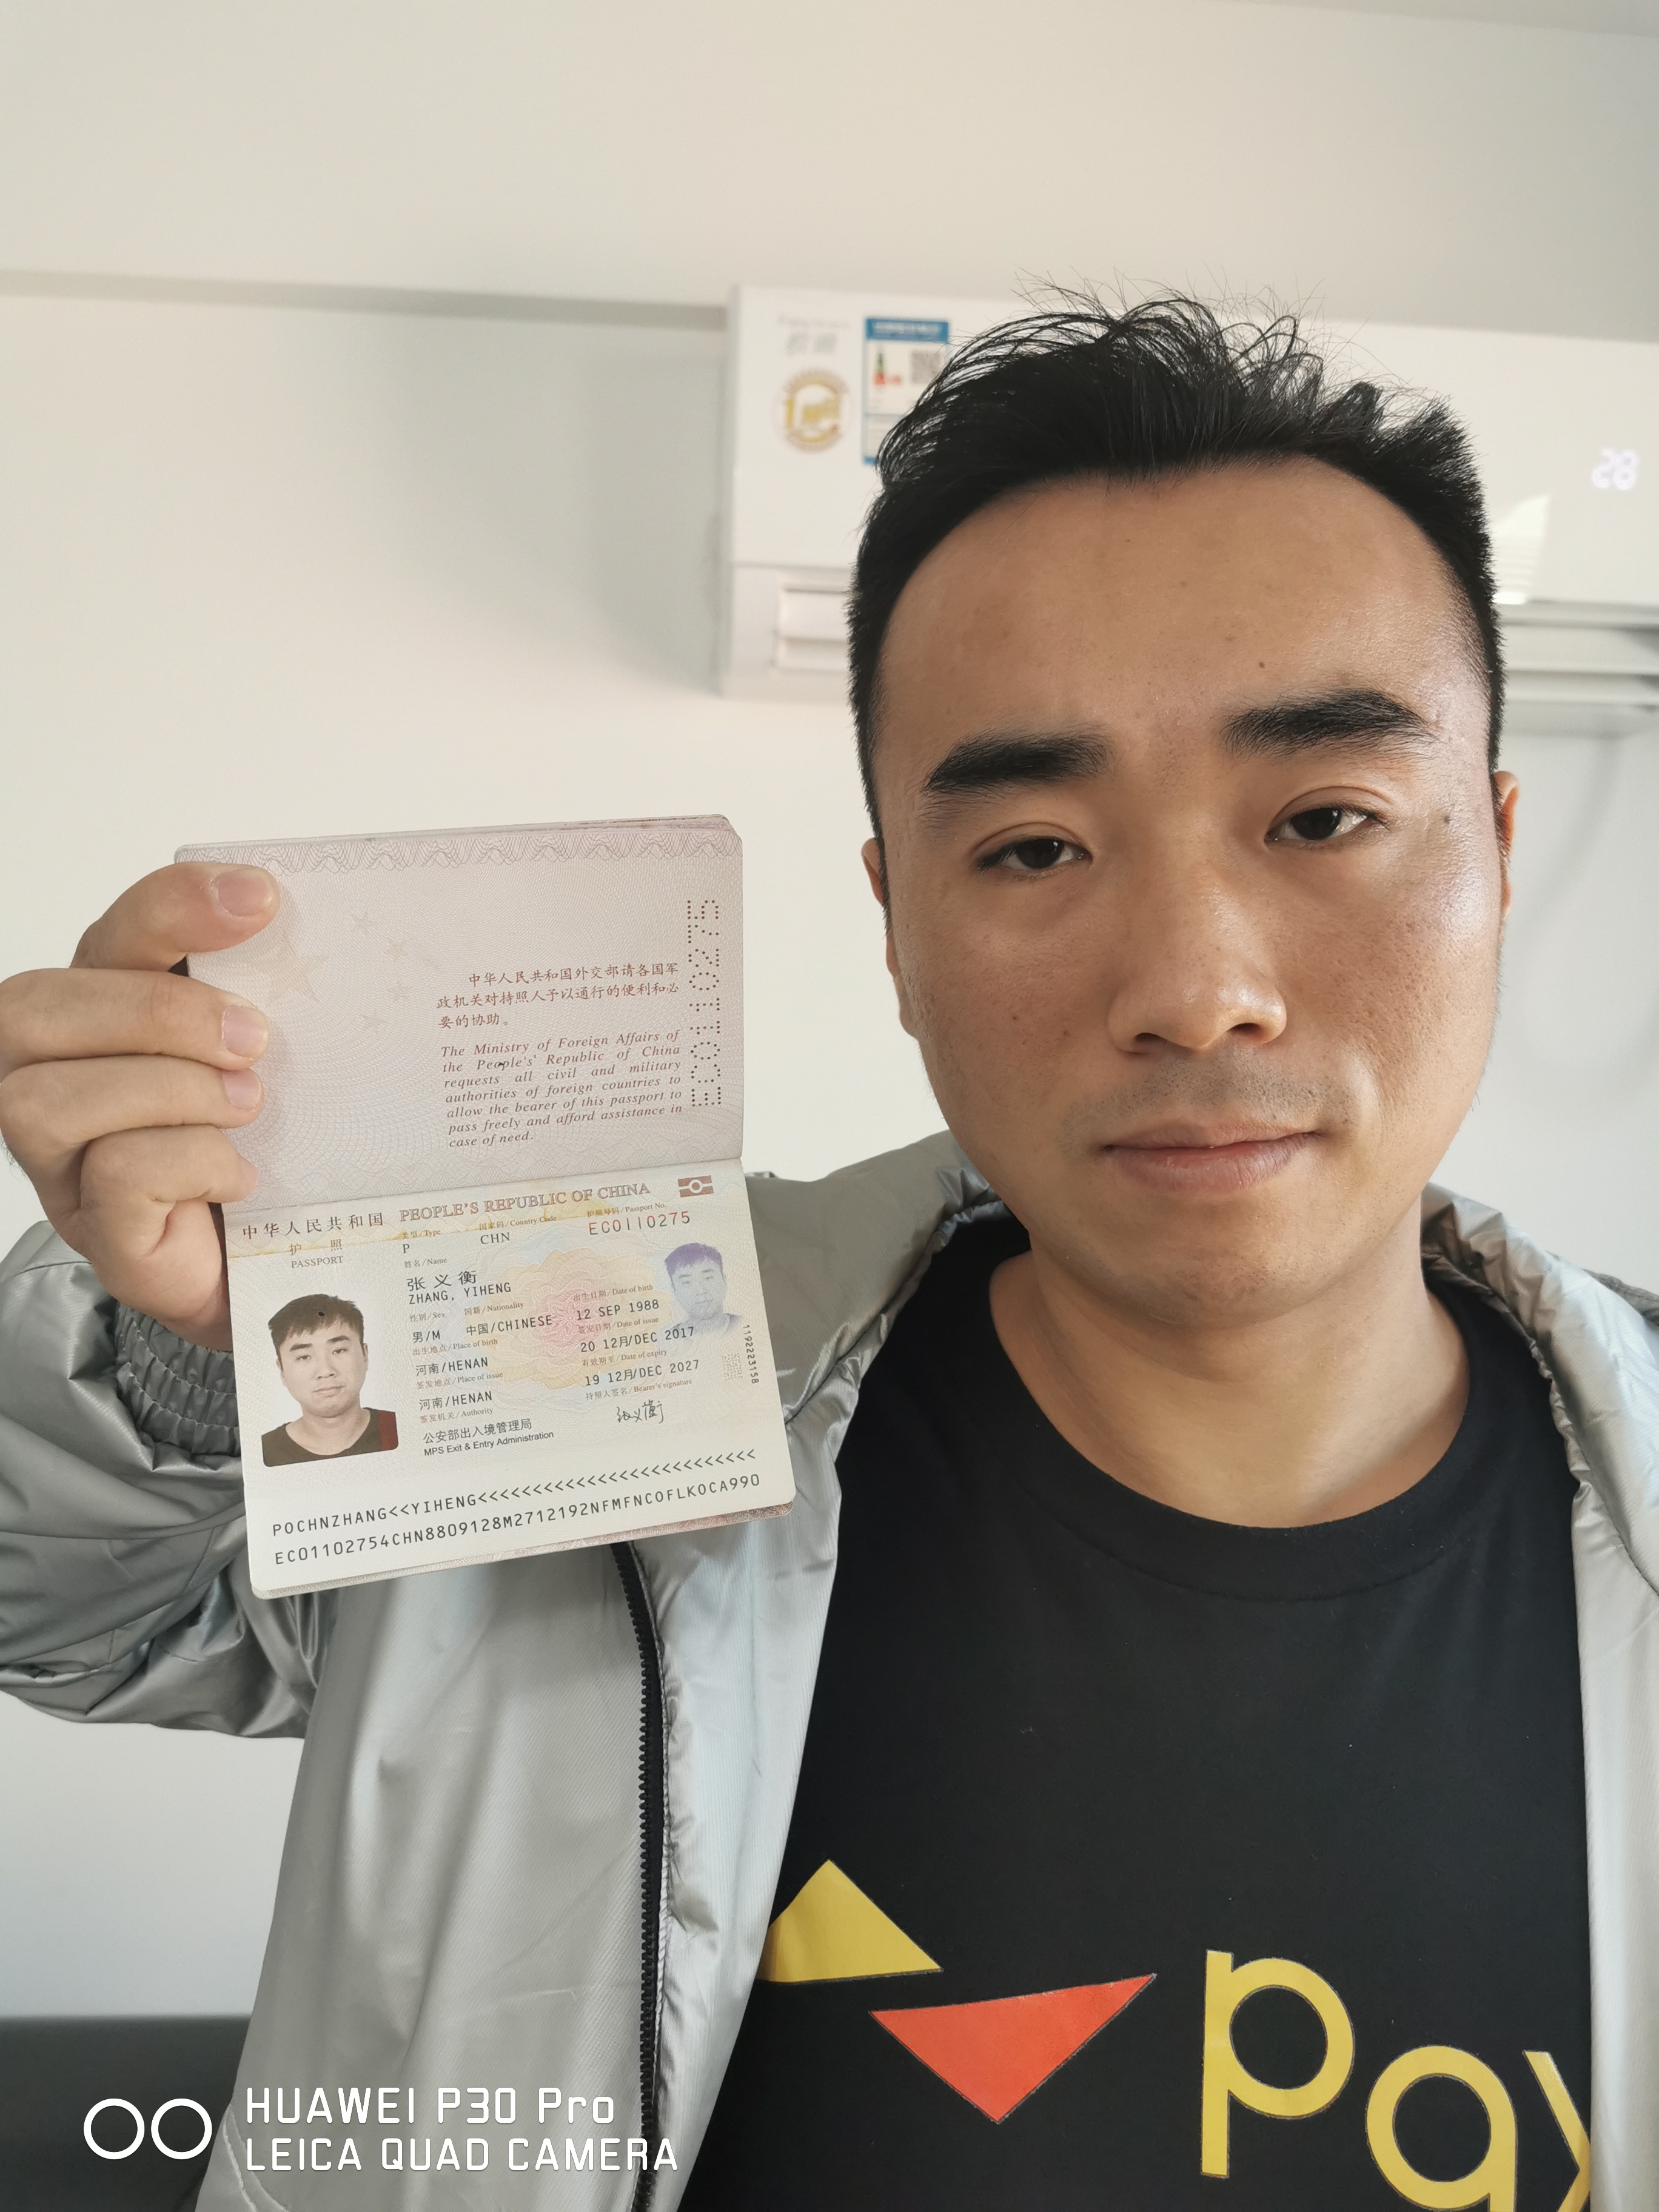 28
EC0110275
中华人民共和国外交部请各国军
政机关对持照人予以通行的便利和必
要的协助。
The Ministry of Foreign Affairs of
the People's Republic of China
requests all civil and military
authorities of foreign countries to
allow the bearer of this passport to
pass freely and afford assistance in
case of need.
中华人民共和国 PEOPLE'S REPUBLIC OF CHINA
护 照
PASSPORT
类型/Type 国家码/Country Code 护照号码/Passport No.
P CHN EC0110275
姓名/Name
张义衡
ZHANG, YIHENG
性别/Sex 国籍/Nationality 出生日期/Date of birth
男/M 中国/CHINESE 12 SEP 1988
出生地点/Place of birth 签发日期/Date of issue
河南/HENAN 20 12月/DEC 2017
签发地点/Place of issue 有效期至/Date of expiry
河南/HENAN 19 12月/DEC 2027
签发机关/Authority 持照人签名/Bearer's signature
公安部出入境管理局 张义衡
MPS Exit & Entry Administration
1192223158
POCHNZHANG<<YIHENG<<<<<<<<<<<<<<<<<<<<<<<<<<
EC01102754CHN8809128M2712192NFMFNCOFLKOCA990
pay
HUAWEI P30 Pro
LEICA QUAD CAMERA